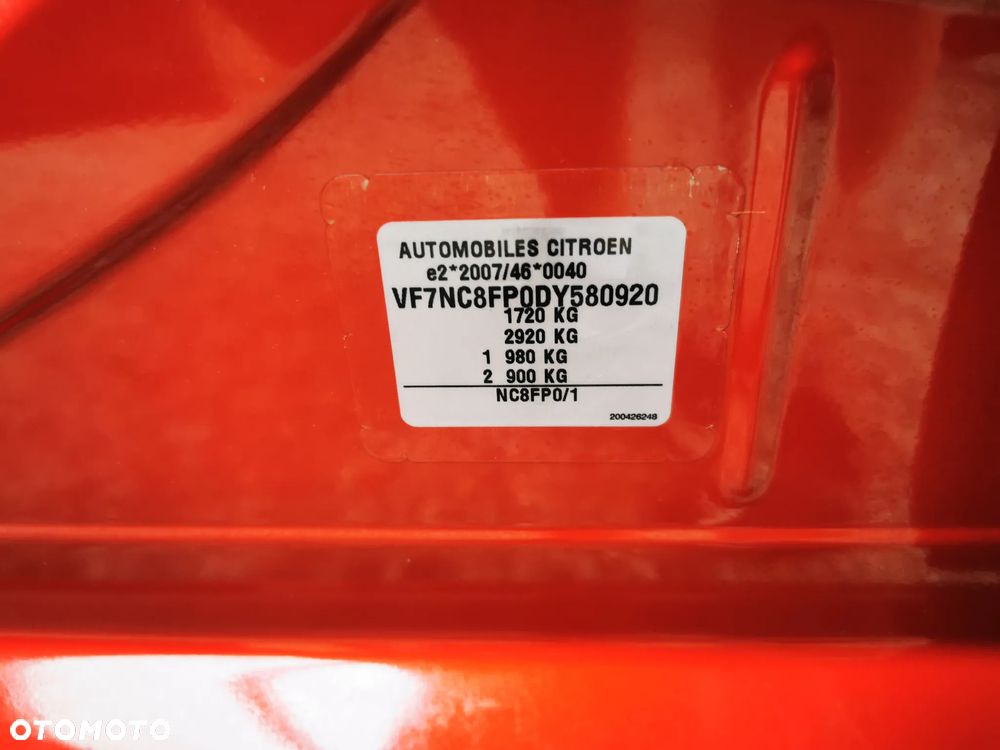 AUTOMOBILES CITROEN
e2*2007/46*0040
VF7NC8FP0DY580920
1720 KG
2920 KG
1 980 KG
2 900 KG
NC8FP0/1
200426248
OTOMOTO